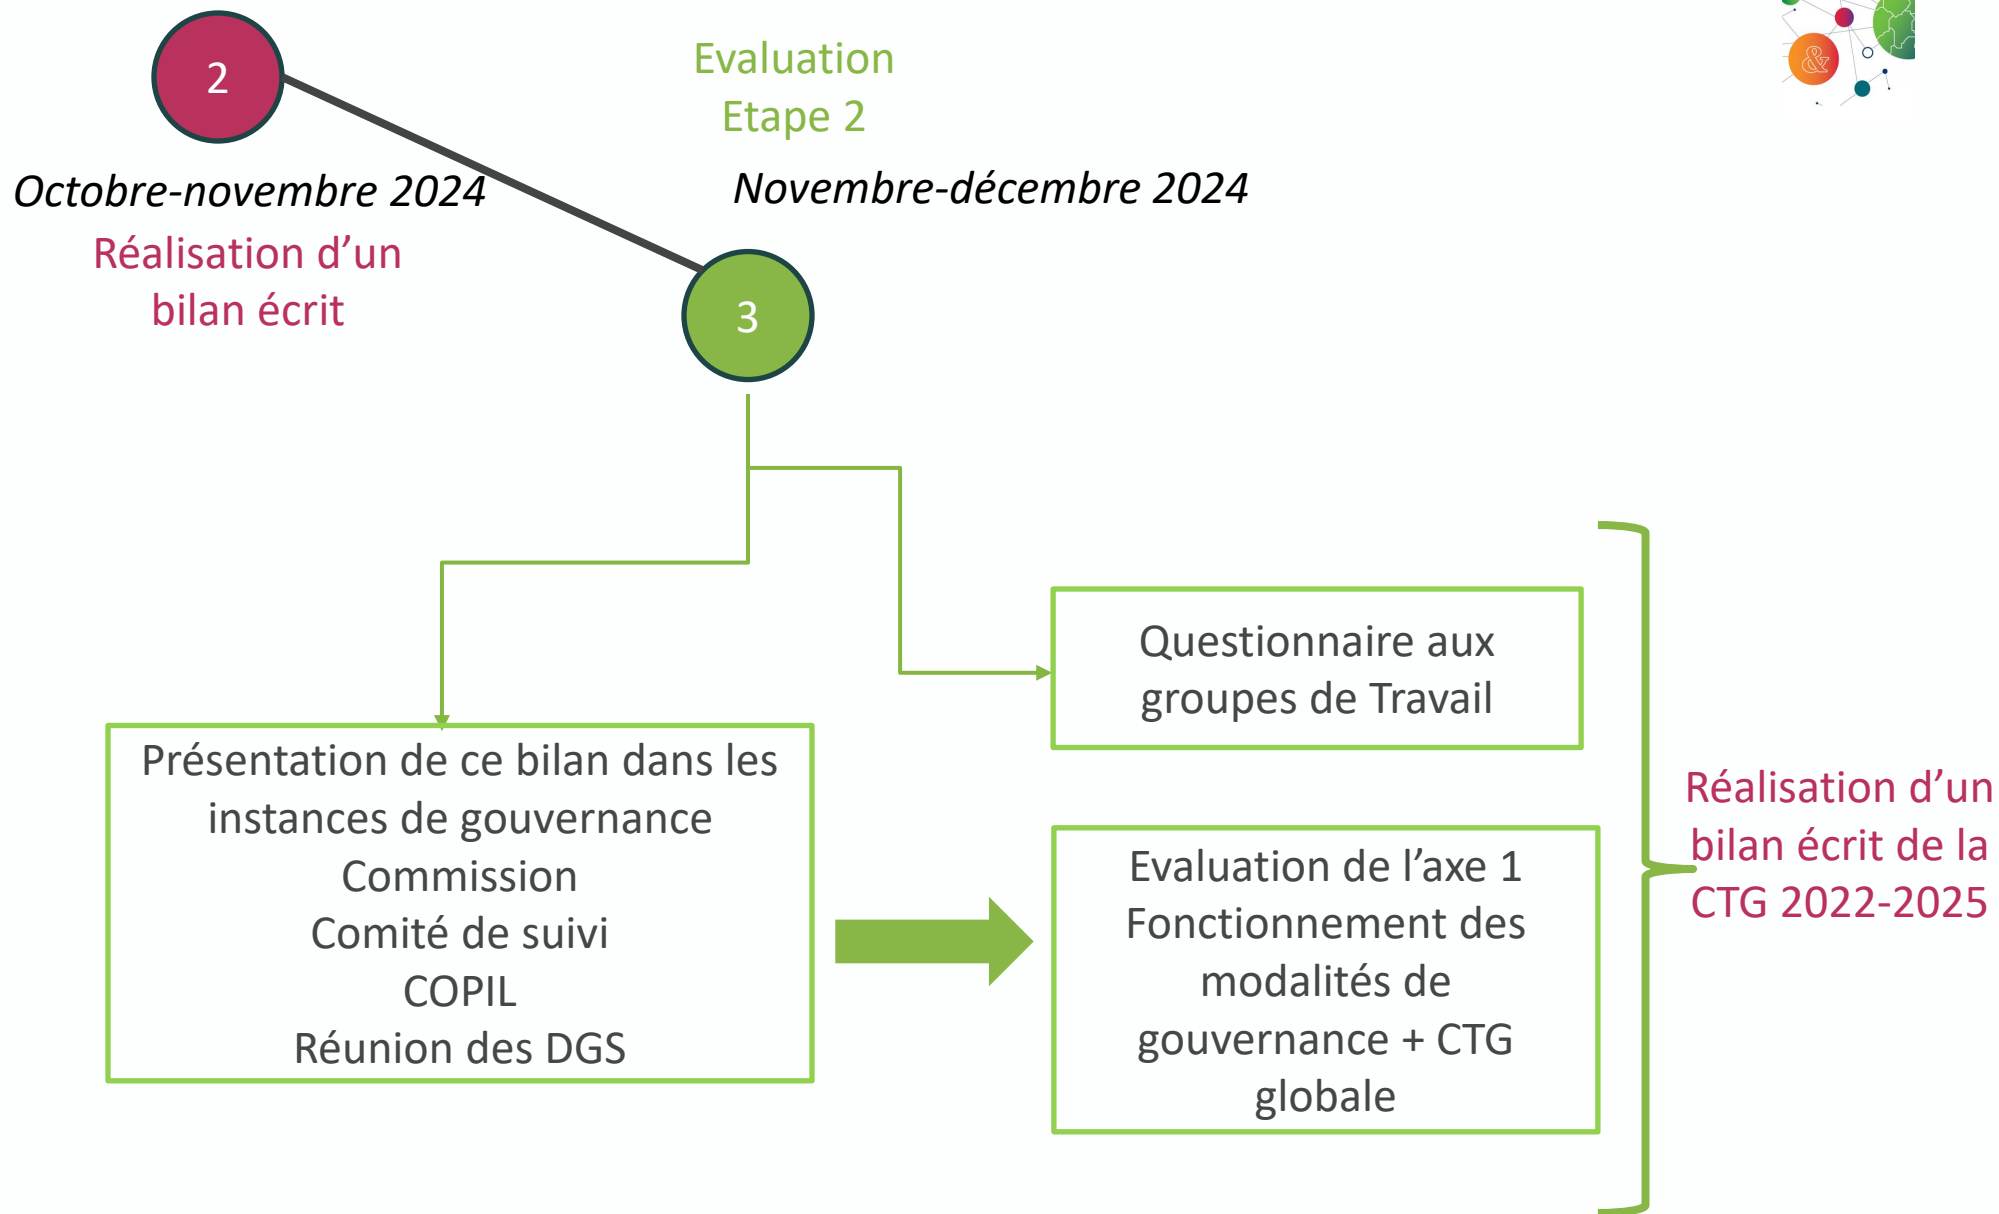 2
Octobre-novembre 2024
Réalisation d’un
bilan écrit
Evaluation
Etape 2
Novembre-décembre 2024
3
&
Présentation de ce bilan dans les
instances de gouvernance
Commission
Comité de suivi
COPIL
Réunion des DGS
Questionnaire aux
groupes de Travail
Evaluation de l’axe 1
Fonctionnement des
modalités de
gouvernance + CTG
globale
Réalisation d’un
bilan écrit de la
CTG 2022-2025